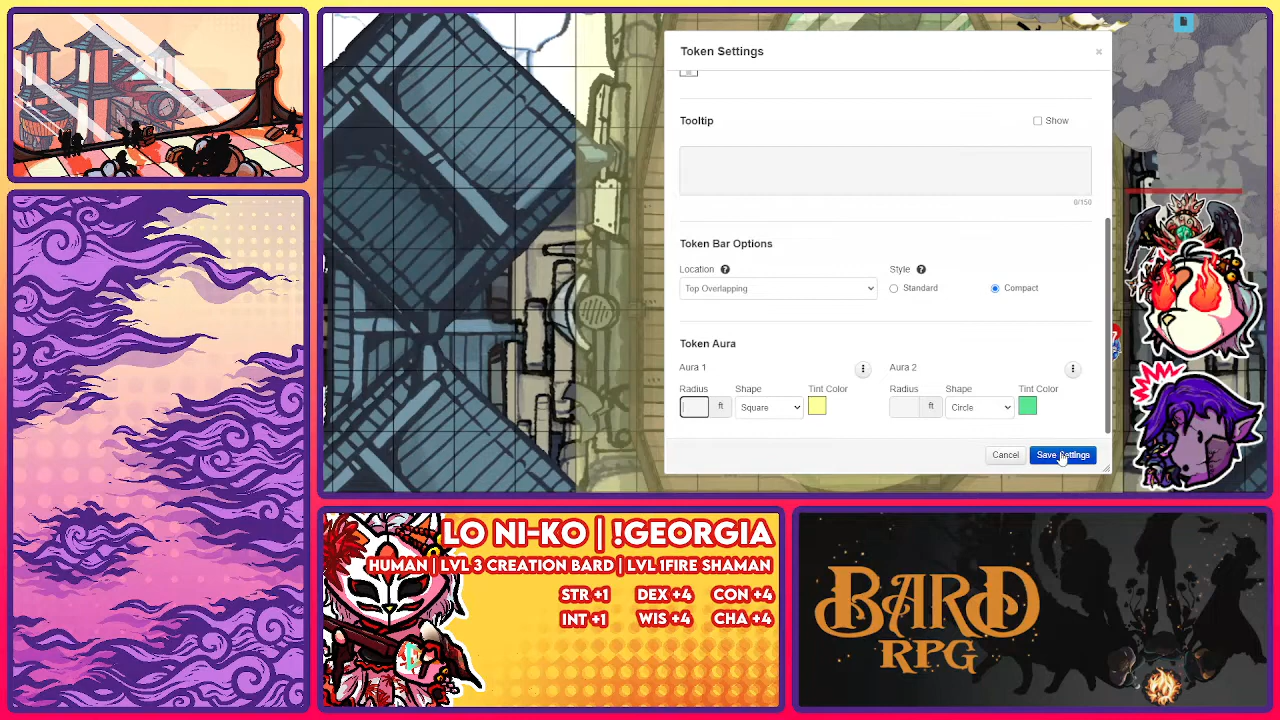 Token Settings
×
Tooltip
Show
0/150
Token Bar Options
Location ?
Style ?
Top Overlapping
Standard
Compact
Token Aura
Aura 1
Aura 2
Radius Shape Tint Color
Radius Shape Tint Color
ft Square
ft Circle
Cancel
Save Settings
LO NI-KO | !GEORGIA
HUMAN | LVL 3 CREATION BARD | LVL 1FIRE SHAMAN
STR +1 DEX +4 CON +4
INT +1 WIS +4 CHA +4
BARD
RPG